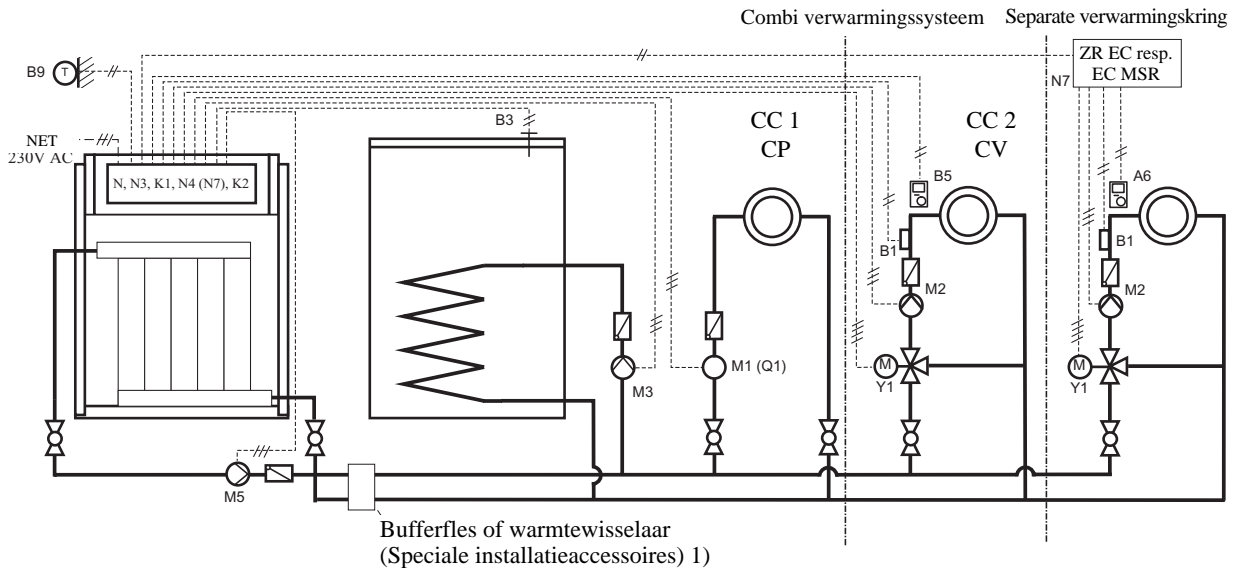 Combi verwarmingssysteem
Separate verwarmingskring
ZR EC resp.
EC MSR
N7
B9
T
NET
230V AC
N, N3, K1, N4 (N7), K2
B3
CC 1
CP
CC 2
CV
B5
A6
B1
B1
M2
M2
M3
M1 (Q1)
M
Y1
M
Y1
M5
Bufferfles of warmtewisselaar
(Speciale installatieaccessoires) 1)